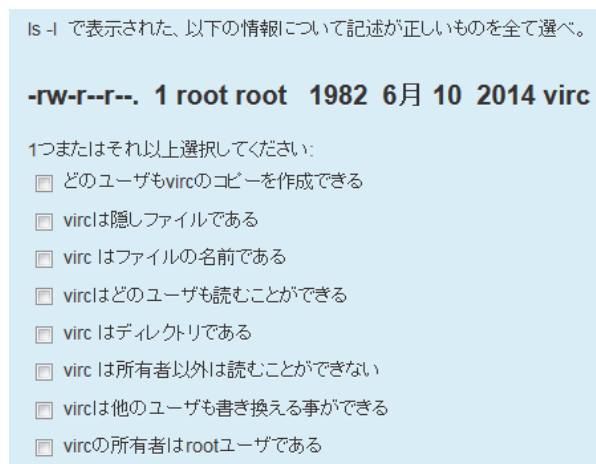 ls -l で表示された、以下の情報について記述が正しいものを全て選べ。
-rw-r--r--. 1 root root 1982 6月 10 2014 virc
1つまたはそれ以上選択してください:
どのユーザもvircのコピーを作成できる
vircは隠しファイルである
virc はファイルの名前である
vircはどのユーザも読むことができる
virc はディレクトリである
virc は所有者以外は読むことができない
vircは他のユーザも書き換える事ができる
vircの所有者はrootユーザである